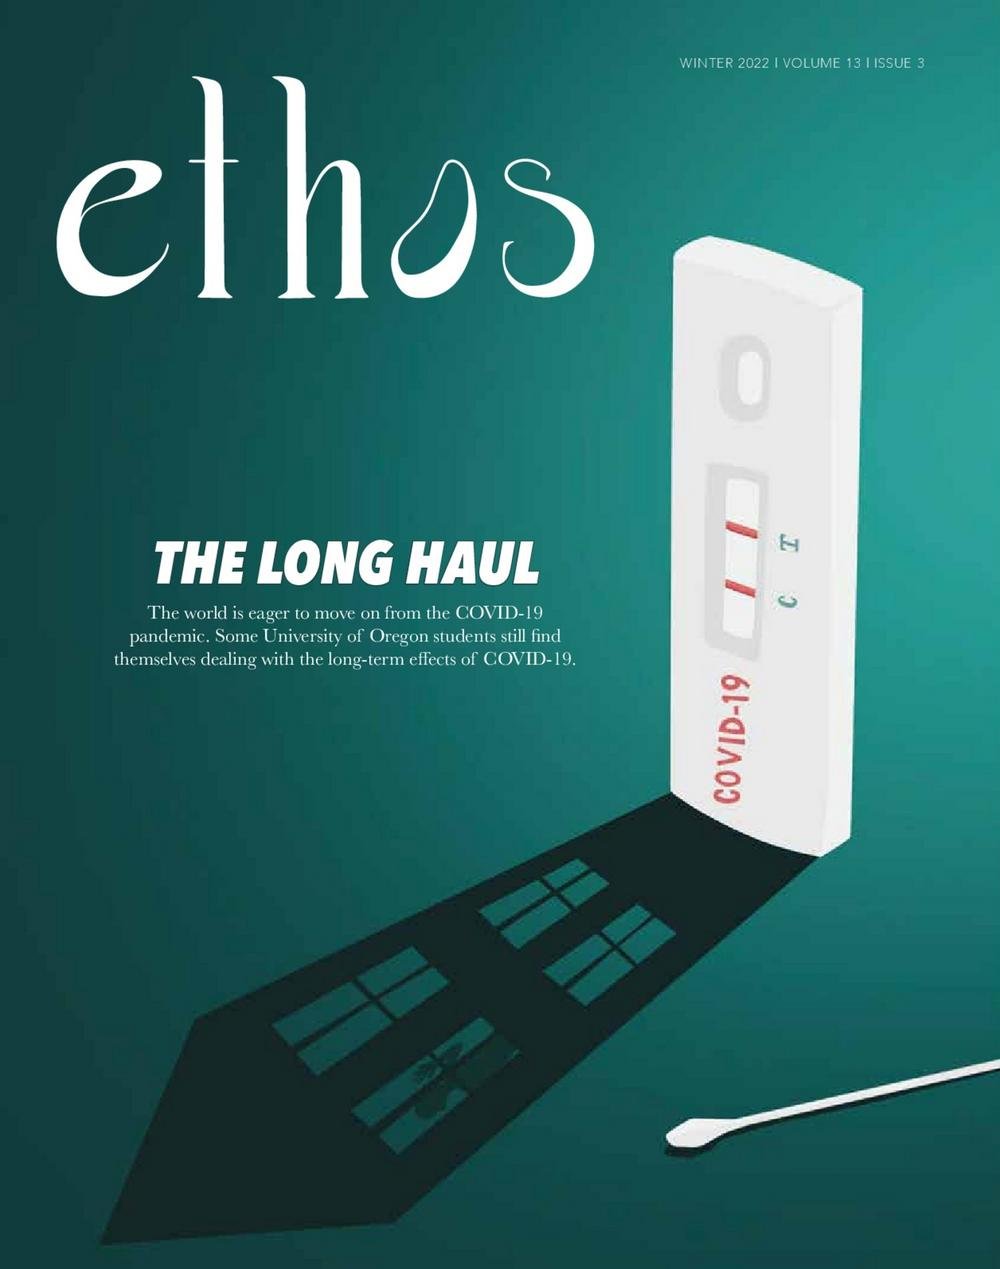 WINTER 2022 | VOLUME 13 | ISSUE 3
ethos
THE LONG HAUL
The world is eager to move on from the COVID-19
pandemic. Some University of Oregon students still find
themselves dealing with the long-term effects of COVID-19.
T
C
COVID-19